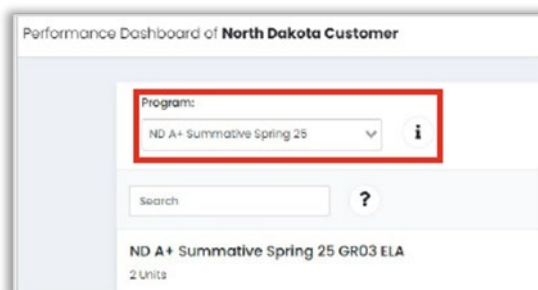 Performance Dashboard of North Dakota Customer
Program:
ND A+ Summative Spring 25
i
Search
?
ND A+ Summative Spring 25 GR03 ELA
2 Units